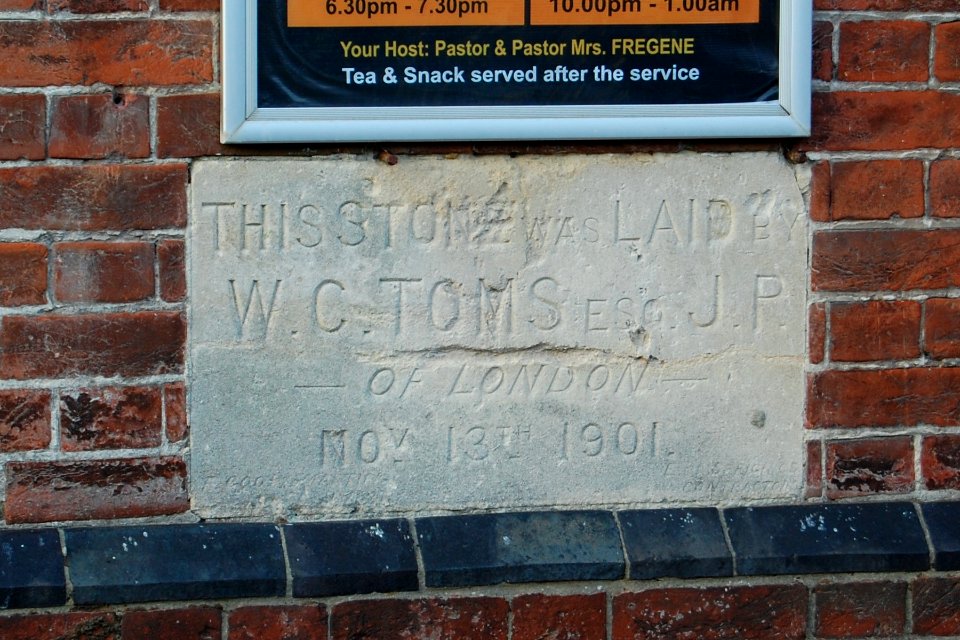 6.30pm - 7.30pm
10.00pm - 1.00am
Your Host: Pastor & Pastor Mrs. FREGENE
Tea & Snack served after the service
THIS STONE WAS LAID BY
W.C. TOMS ESQ. J.P.
— OF LONDON —
NOV 13TH 1901.